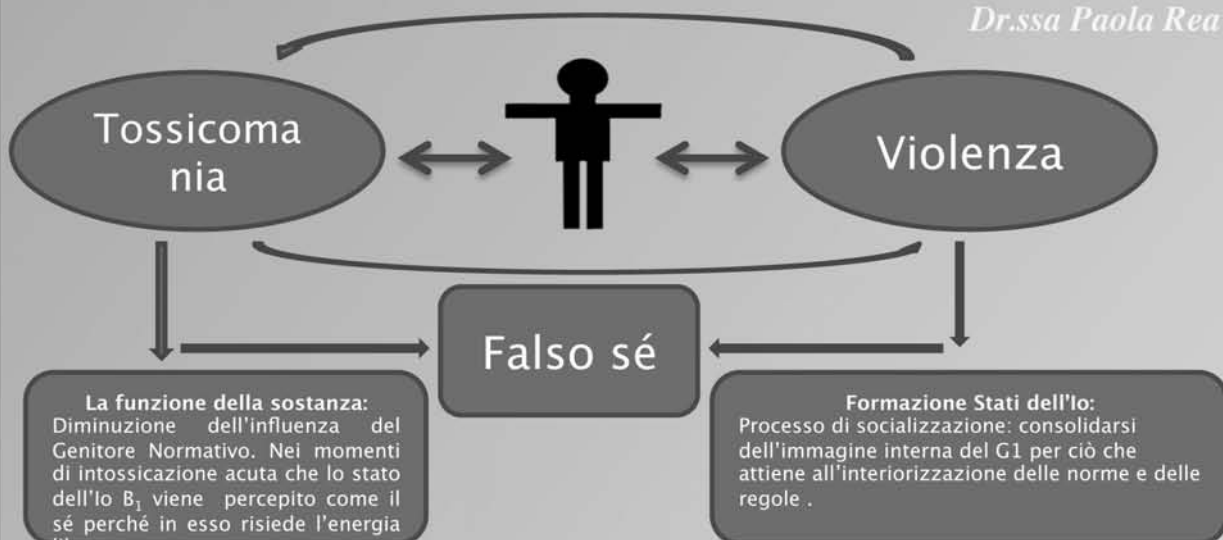 Dr.ssa Paola Rea
Tossicoma
nia
Violenza
Falso sé
La funzione della sostanza:
Diminuzione dell'influenza del
Genitore Normativo. Nei momenti
di intossicazione acuta che lo stato
dell'Io B₁ viene percepito come il
sé perché in esso risiede l'energia
Formazione Stati dell'Io:
Processo di socializzazione: consolidarsi
dell'immagine interna del G1 per ciò che
attiene all'interiorizzazione delle norme e delle
regole .